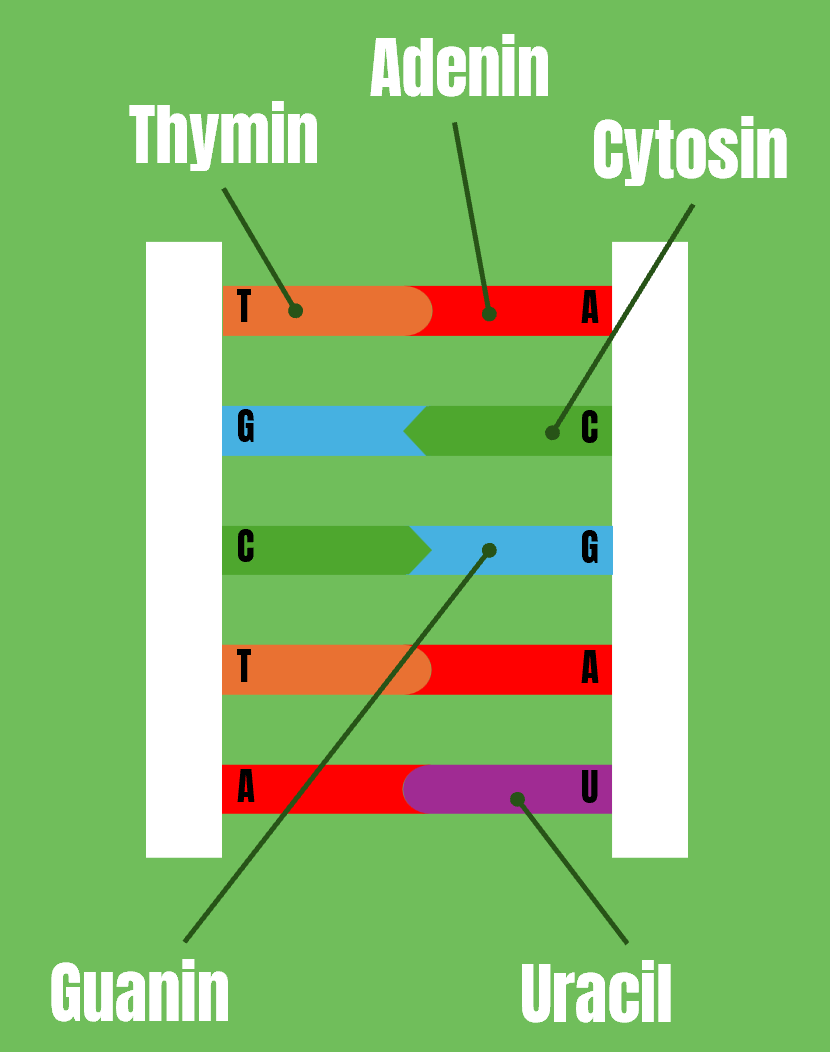 Adenin
Thymin
Cytosin
T A
G C
C G
T A
A U
Guanin
Uracil